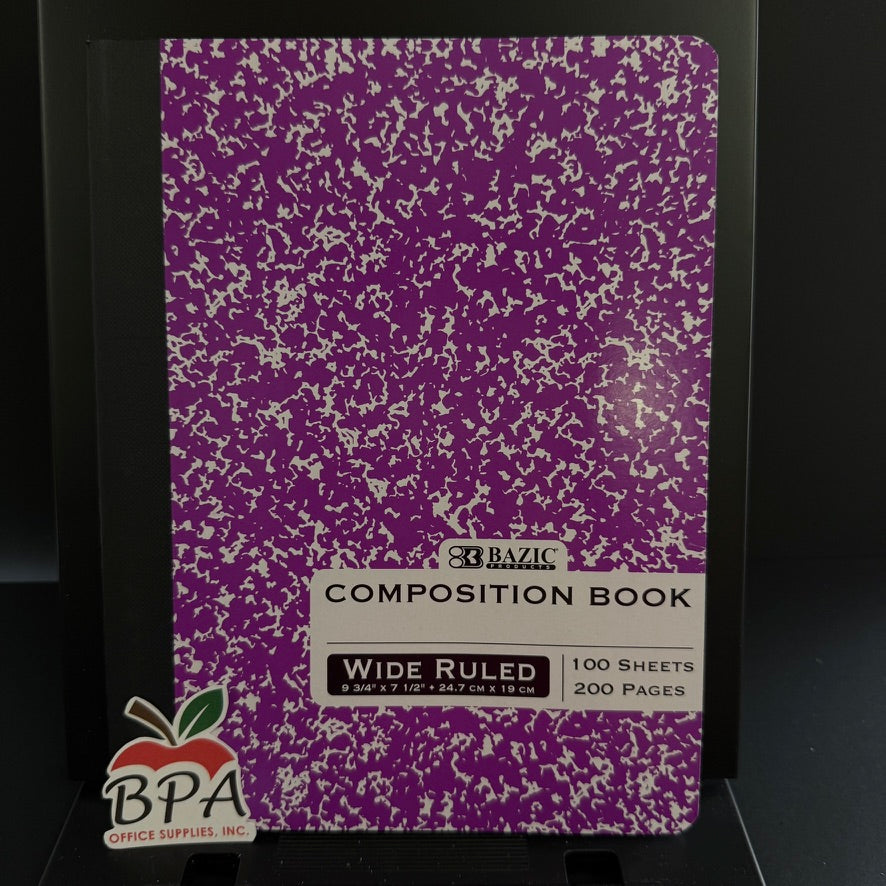 BAZIC
PRODUCTS
COMPOSITION BOOK
WIDE RULED
9 3/4" x 7 1/2" • 24.7 CM X 19 CM
100 SHEETS
200 PAGES
BPA
OFFICE SUPPLIES, INC.